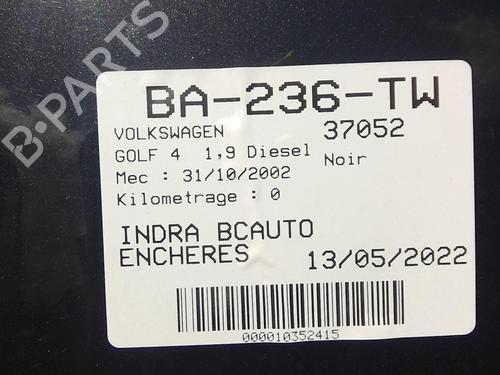 B-PARTS
BA-236-TW
VOLKSWAGEN 37052
GOLF 4 1,9 Diesel Noir
Mec : 31/10/2002
Kilometrage : 0
INDRA BCAUTO
ENCHERES 13/05/2022
000010352415